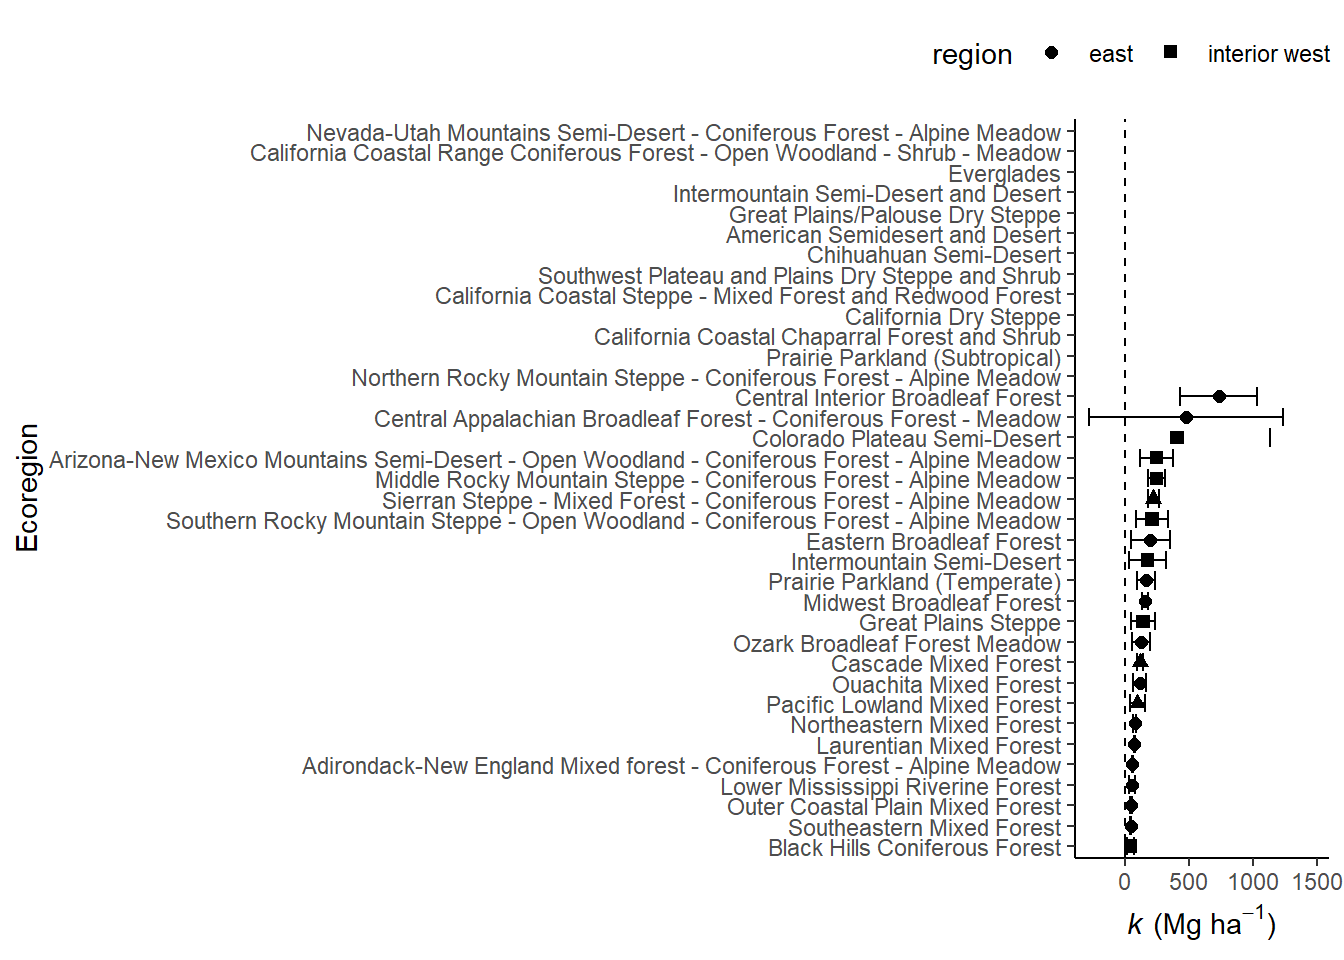 region east interior west
Nevada-Utah Mountains Semi-Desert - Coniferous Forest - Alpine Meadow
California Coastal Range Coniferous Forest - Open Woodland - Shrub - Meadow
Everglades
Intermountain Semi-Desert and Desert
Great Plains/Palouse Dry Steppe
American Semidesert and Desert
Chihuahuan Semi-Desert
Southwest Plateau and Plains Dry Steppe and Shrub
California Coastal Steppe - Mixed Forest and Redwood Forest
California Dry Steppe
California Coastal Chaparral Forest and Shrub
Prairie Parkland (Subtropical)
Northern Rocky Mountain Steppe - Coniferous Forest - Alpine Meadow
Central Interior Broadleaf Forest
Central Appalachian Broadleaf Forest - Coniferous Forest - Meadow
Colorado Plateau Semi-Desert
Arizona-New Mexico Mountains Semi-Desert - Open Woodland - Coniferous Forest - Alpine Meadow
Middle Rocky Mountain Steppe - Coniferous Forest - Alpine Meadow
Sierran Steppe - Mixed Forest - Coniferous Forest - Alpine Meadow
Southern Rocky Mountain Steppe - Open Woodland - Coniferous Forest - Alpine Meadow
Eastern Broadleaf Forest
Intermountain Semi-Desert
Prairie Parkland (Temperate)
Midwest Broadleaf Forest
Great Plains Steppe
Ozark Broadleaf Forest Meadow
Cascade Mixed Forest
Ouachita Mixed Forest
Pacific Lowland Mixed Forest
Northeastern Mixed Forest
Laurentian Mixed Forest
Adirondack-New England Mixed forest - Coniferous Forest - Alpine Meadow
Lower Mississippi Riverine Forest
Outer Coastal Plain Mixed Forest
Southeastern Mixed Forest
Black Hills Coniferous Forest
Ecoregion
0 500 1000 1500
k (Mg ha⁻¹)